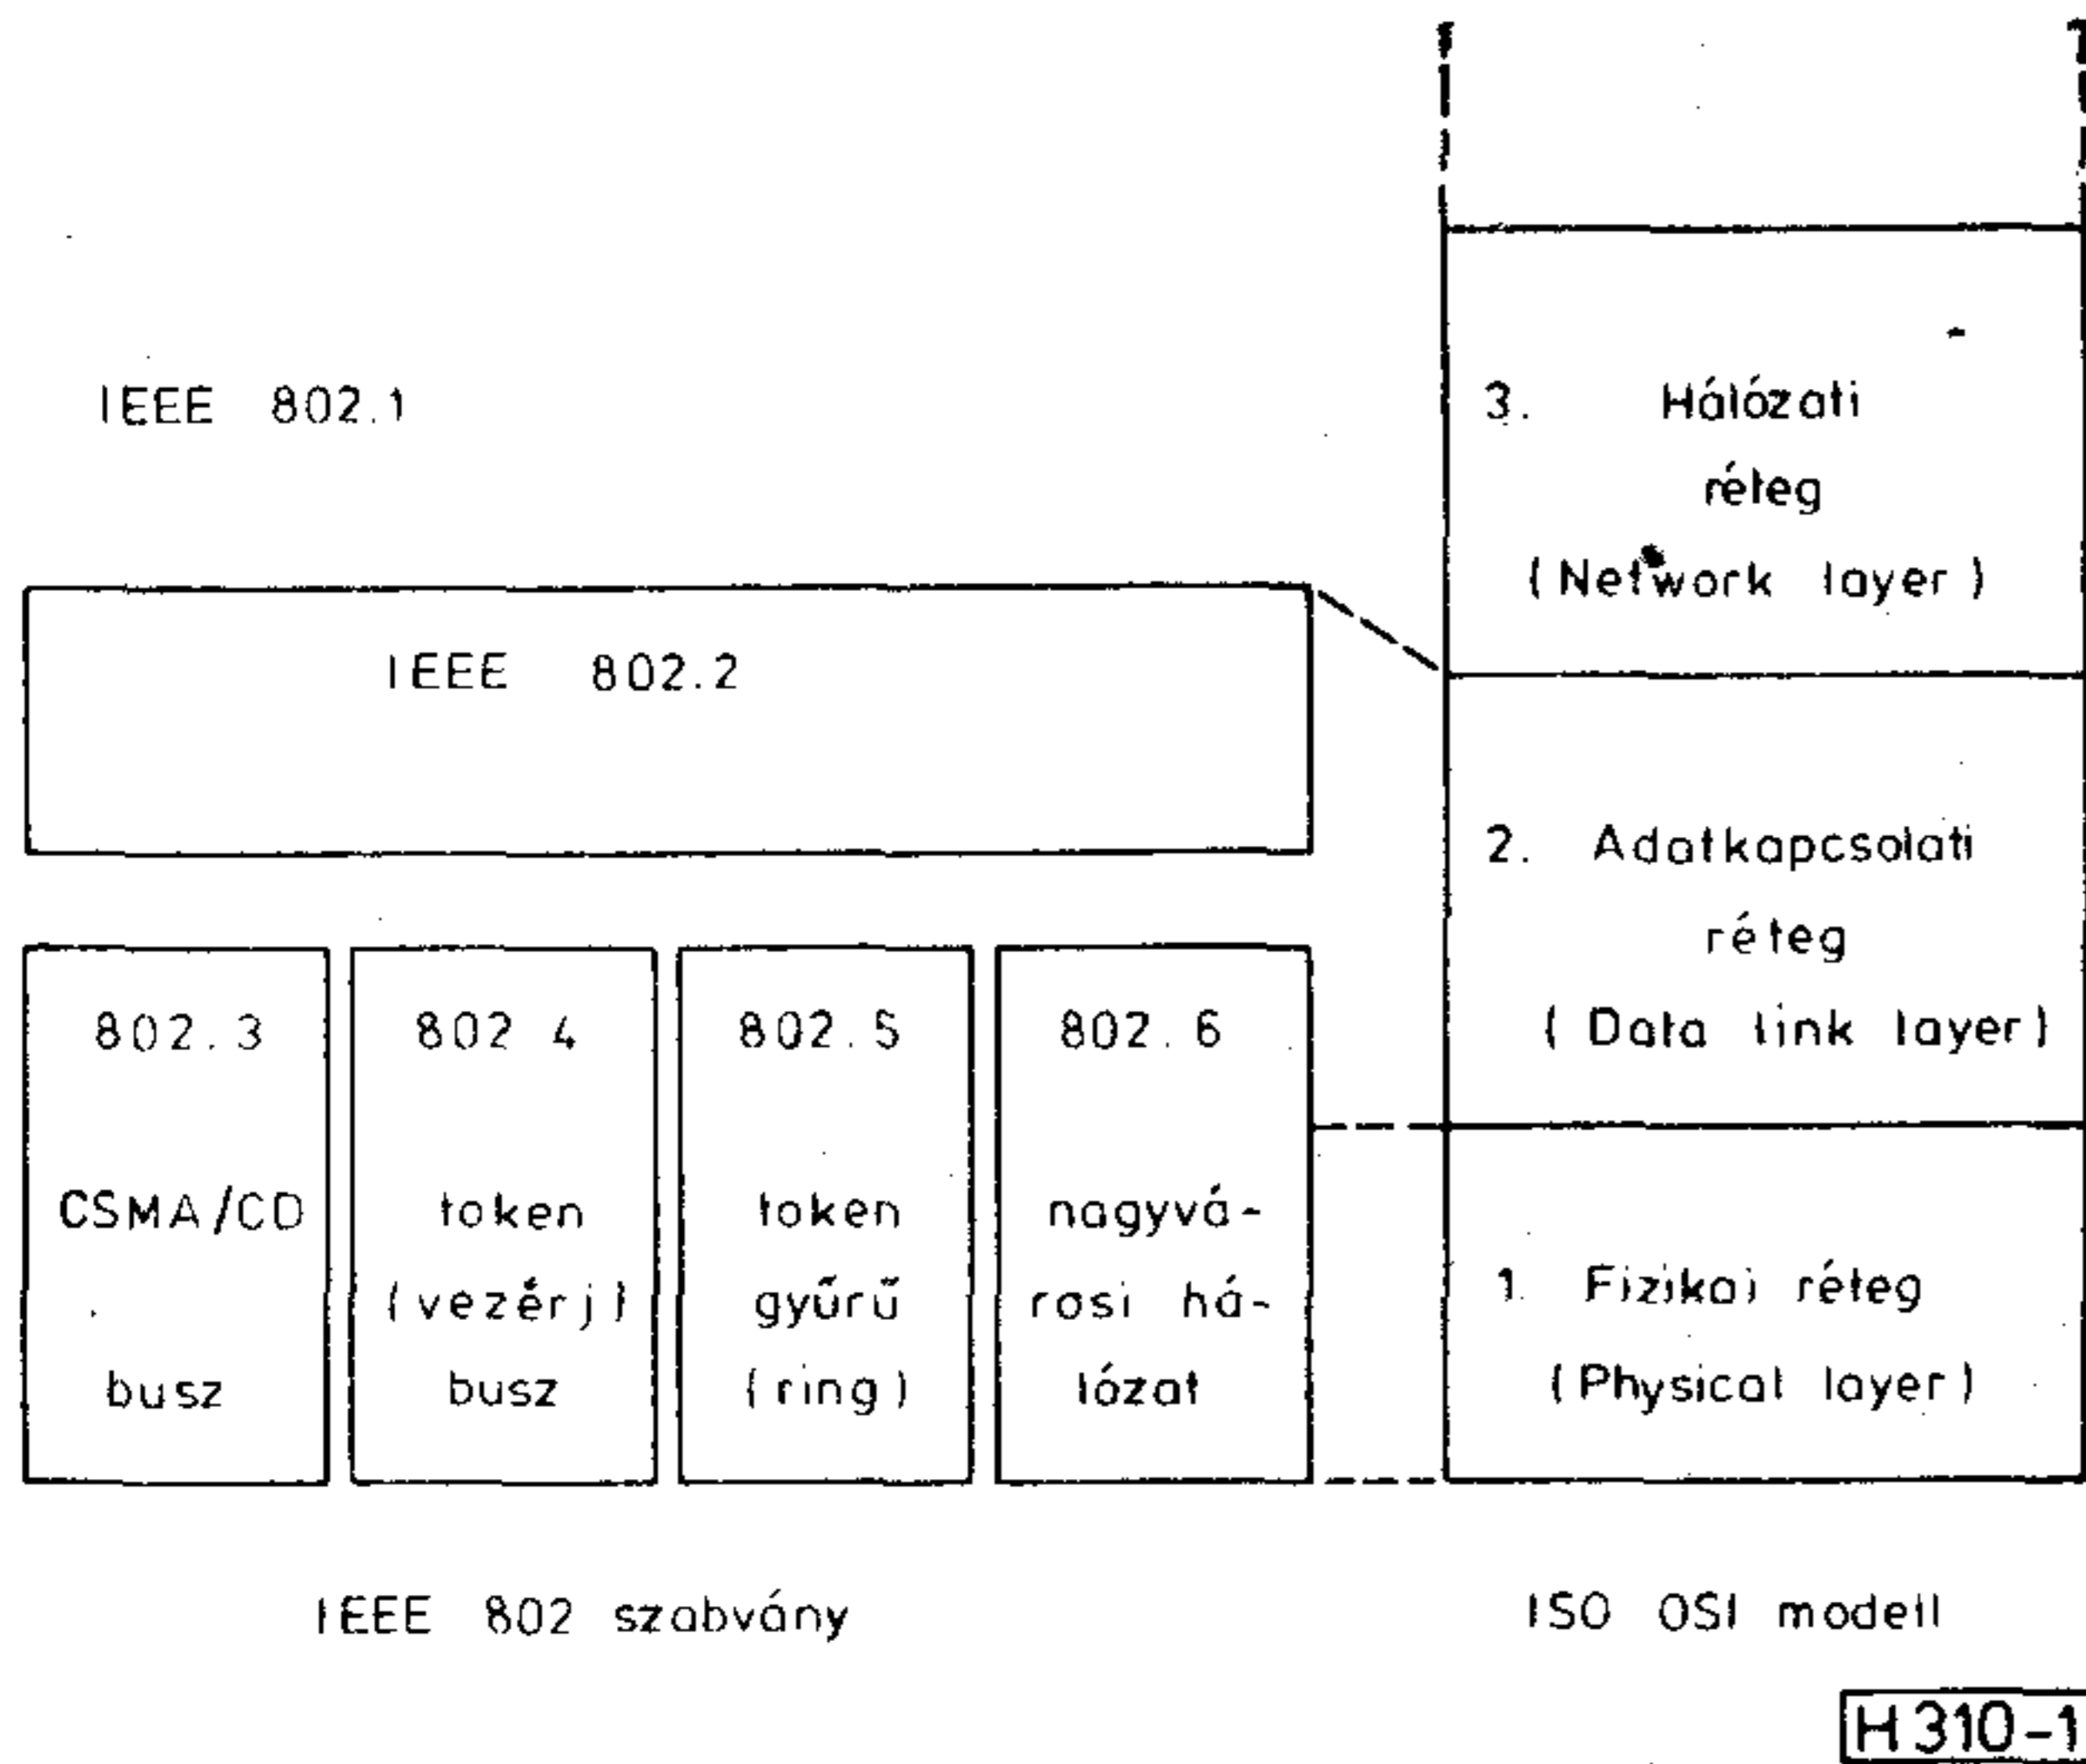 IEEE 802.1
IEEE 802.2
802.3
CSMA/CD
busz
802 4
token
(vezérj)
busz
802.5
token
gyűrű
(ring)
802.6
nagyvá-
rosi há-
lózat
IEEE 802 szabvány
3. Hálózati
réteg
(Network layer)
2. Adatkapcsolati
réteg
(Data link layer)
1. Fizikai réteg
(Physical layer)
ISO OSI modell
H310-1